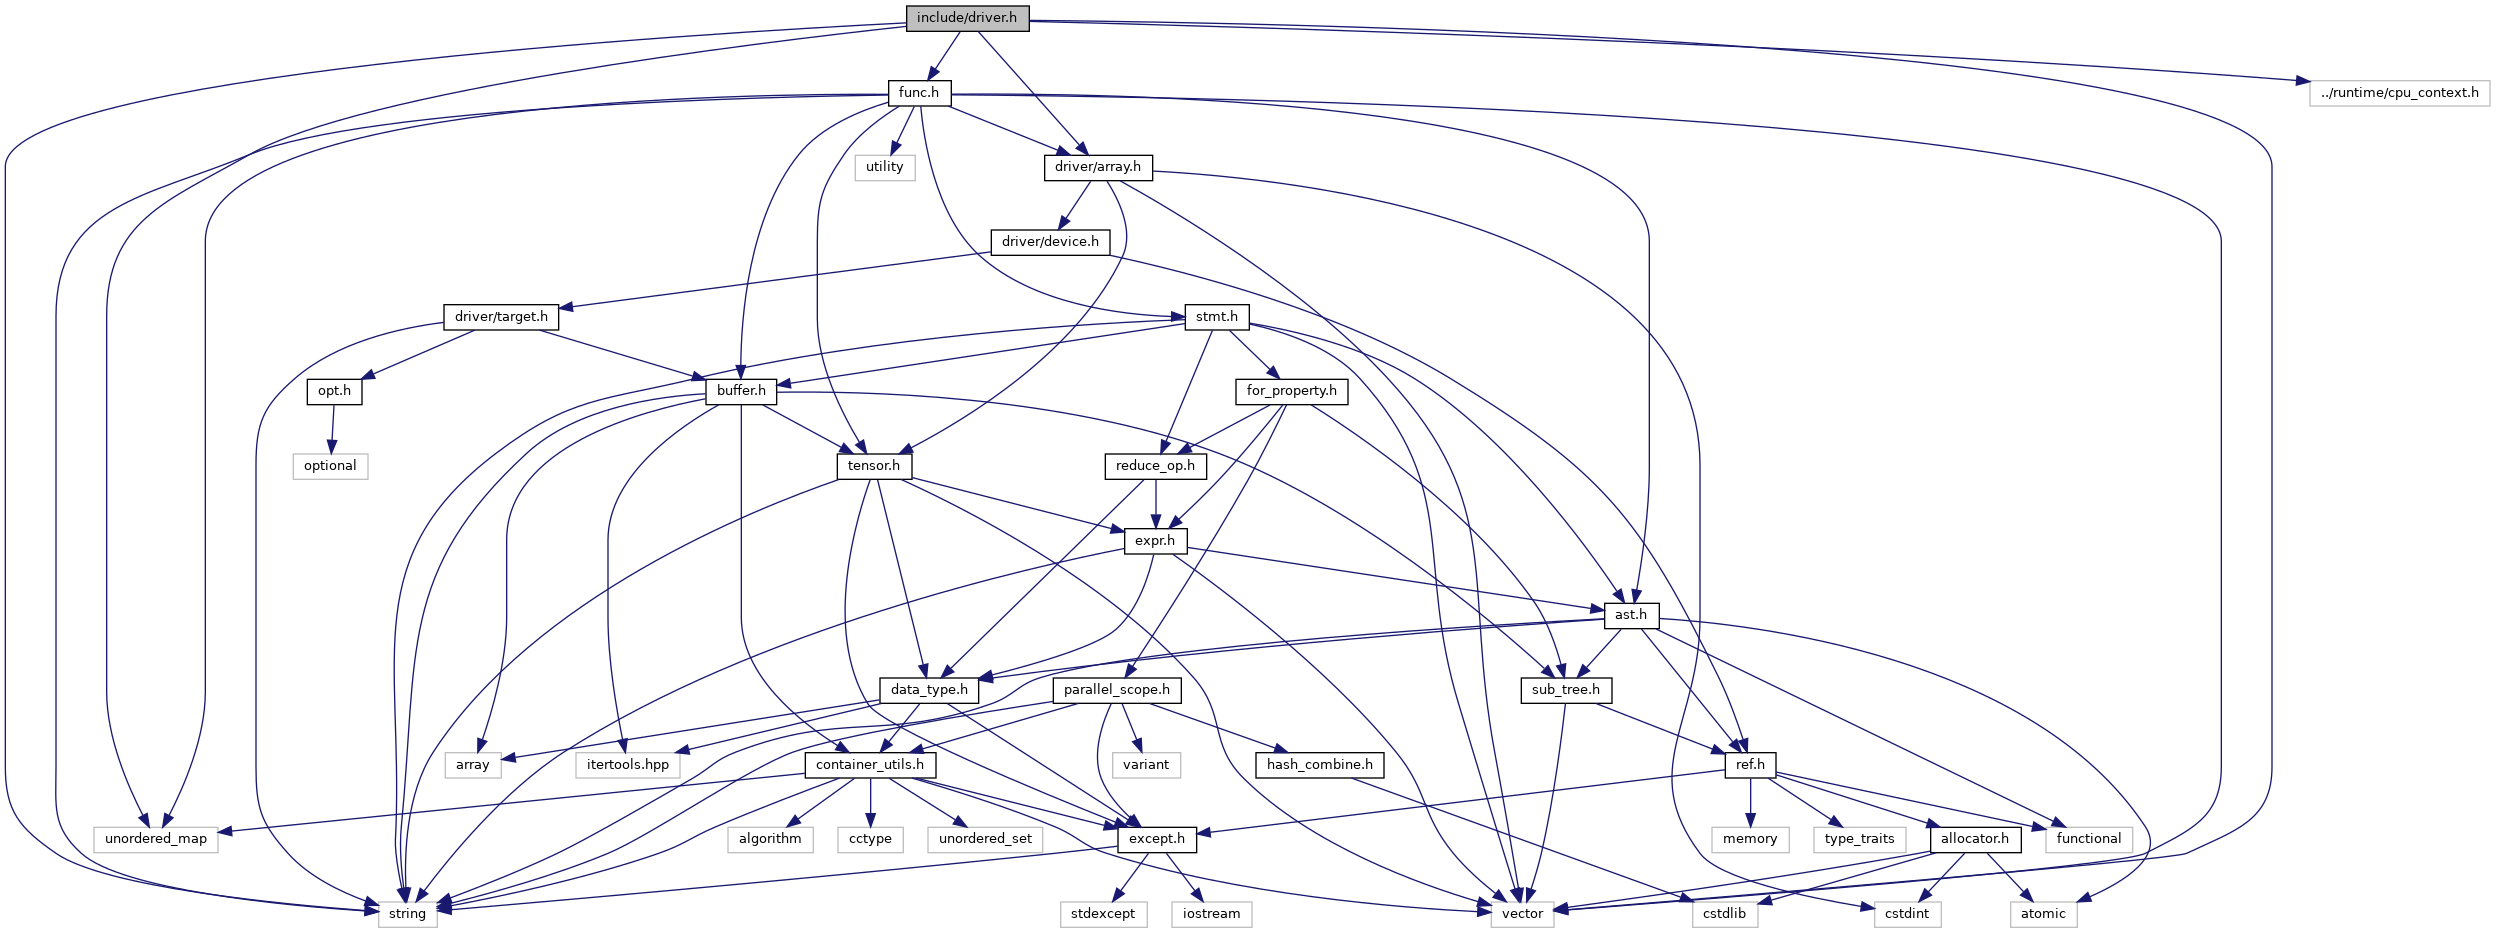 include/driver.h
func.h
../runtime/cpu_context.h
utility
driver/array.h
driver/device.h
driver/target.h
stmt.h
opt.h
buffer.h
for_property.h
optional
tensor.h
reduce_op.h
expr.h
ast.h
data_type.h
parallel_scope.h
sub_tree.h
array
itertools.hpp
container_utils.h
variant
hash_combine.h
ref.h
unordered_map
algorithm
cctype
unordered_set
except.h
memory
type_traits
allocator.h
functional
string
stdexcept
iostream
vector
cstdlib
cstdint
atomic